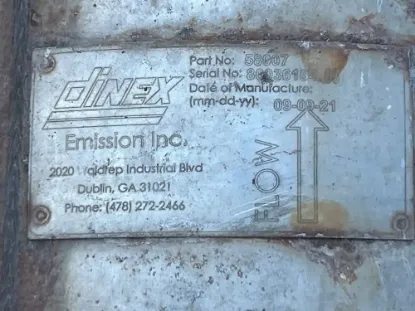 DINEX
Emission Inc.
2020 Industrial Blvd
Dublin, GA 31021
Phone: (478) 272-2466
Part No: 58007
Serial No:
Date of Manufacture:
(mm-dd-yy): 09-09-21
FLOW